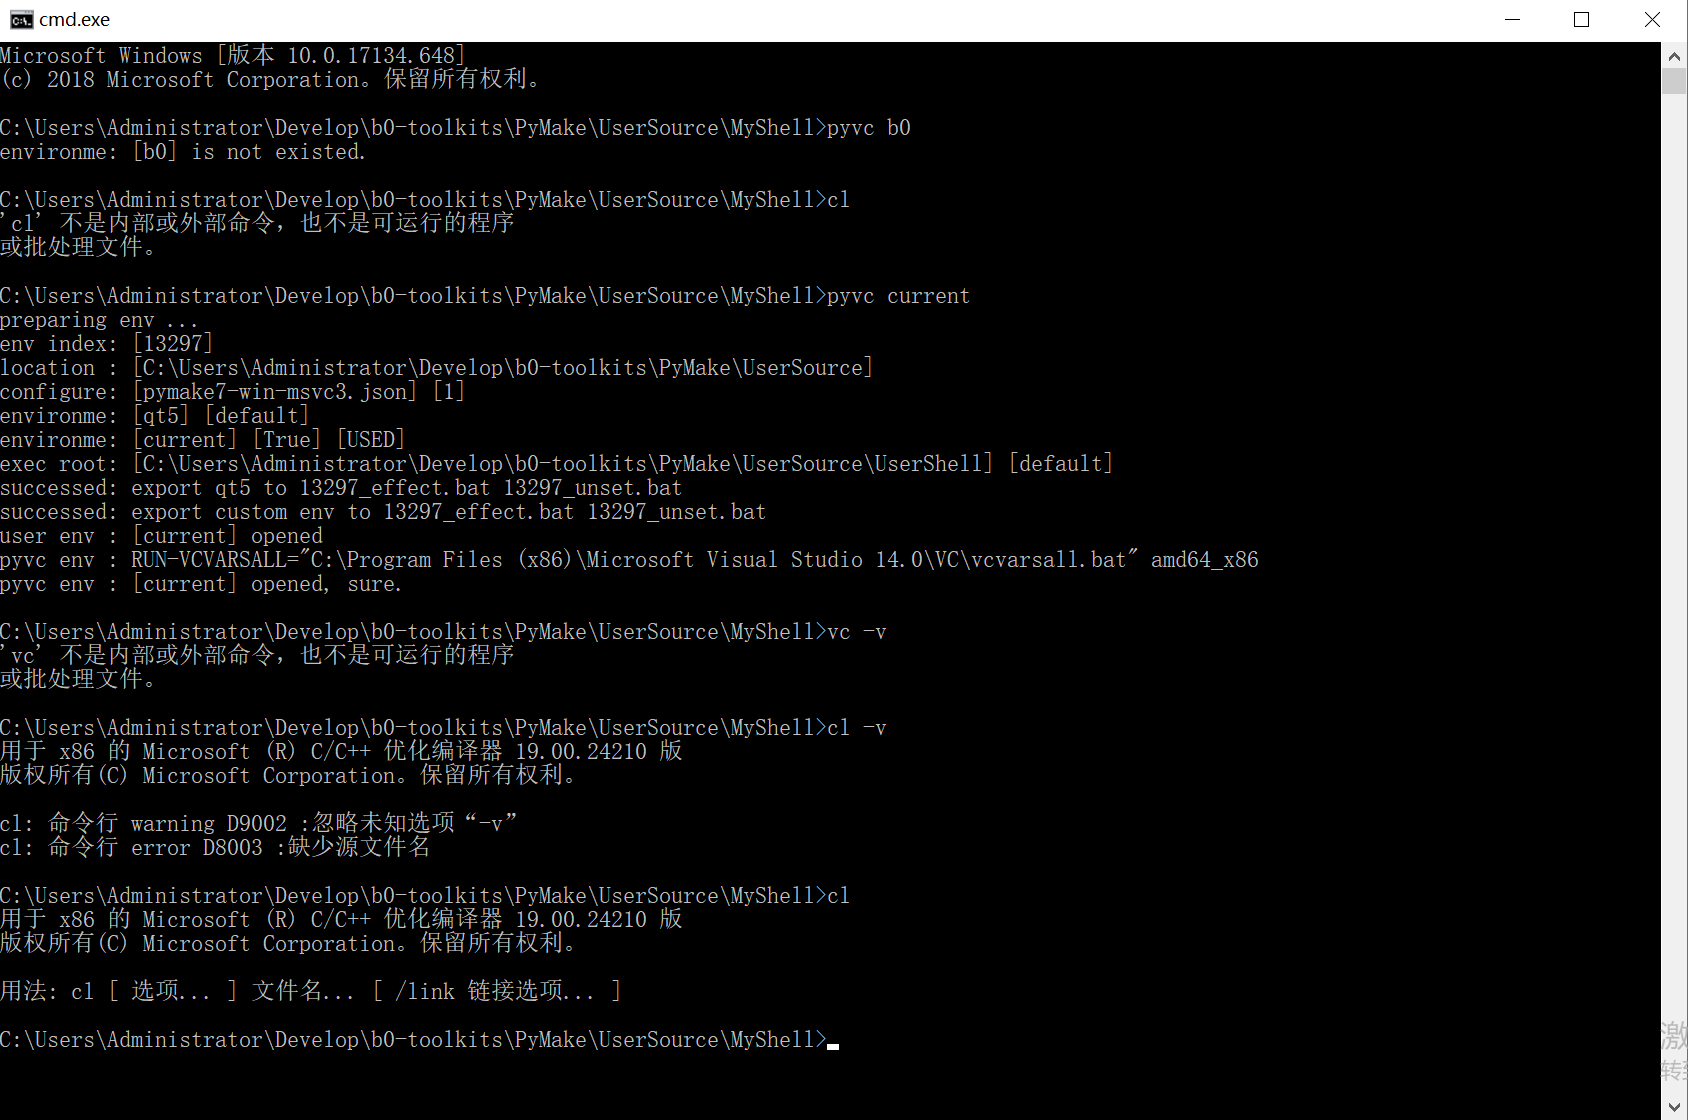 cmd.exe
Microsoft Windows [版本 10.0.17134.648]
(c) 2018 Microsoft Corporation。保留所有权利。
C:\Users\Administrator\Develop\b0-toolkits\PyMake\UserSource\MyShell>pyvc b0
environme: [b0] is not existed.
C:\Users\Administrator\Develop\b0-toolkits\PyMake\UserSource\MyShell>cl
'cl' 不是内部或外部命令，也不是可运行的程序
或批处理文件。
C:\Users\Administrator\Develop\b0-toolkits\PyMake\UserSource\MyShell>pyvc current
preparing env ...
env index: [13297]
location : [C:\Users\Administrator\Develop\b0-toolkits\PyMake\UserSource]
configure: [pymake7-win-msvc3.json] [1]
environme: [qt5] [default]
environme: [current] [True] [USED]
exec root: [C:\Users\Administrator\Develop\b0-toolkits\PyMake\UserSource\UserShell] [default]
successed: export qt5 to 13297_effect.bat 13297_unset.bat
successed: export custom env to 13297_effect.bat 13297_unset.bat
user env : [current] opened
pyvc env : RUN-VCVARSALL="C:\Program Files (x86)\Microsoft Visual Studio 14.0\VC\vcvarsall.bat" amd64_x86
pyvc env : [current] opened, sure.
C:\Users\Administrator\Develop\b0-toolkits\PyMake\UserSource\MyShell>vc -v
'vc' 不是内部或外部命令，也不是可运行的程序
或批处理文件。
C:\Users\Administrator\Develop\b0-toolkits\PyMake\UserSource\MyShell>cl -v
用于 x86 的 Microsoft (R) C/C++ 优化编译器 19.00.24210 版
版权所有(C) Microsoft Corporation。保留所有权利。
cl: 命令行 warning D9002 :忽略未知选项“-v”
cl: 命令行 error D8003 :缺少源文件名
C:\Users\Administrator\Develop\b0-toolkits\PyMake\UserSource\MyShell>cl
用于 x86 的 Microsoft (R) C/C++ 优化编译器 19.00.24210 版
版权所有(C) Microsoft Corporation。保留所有权利。
用法: cl [ 选项... ] 文件名... [ /link 链接选项... ]
C:\Users\Administrator\Develop\b0-toolkits\PyMake\UserSource\MyShell>